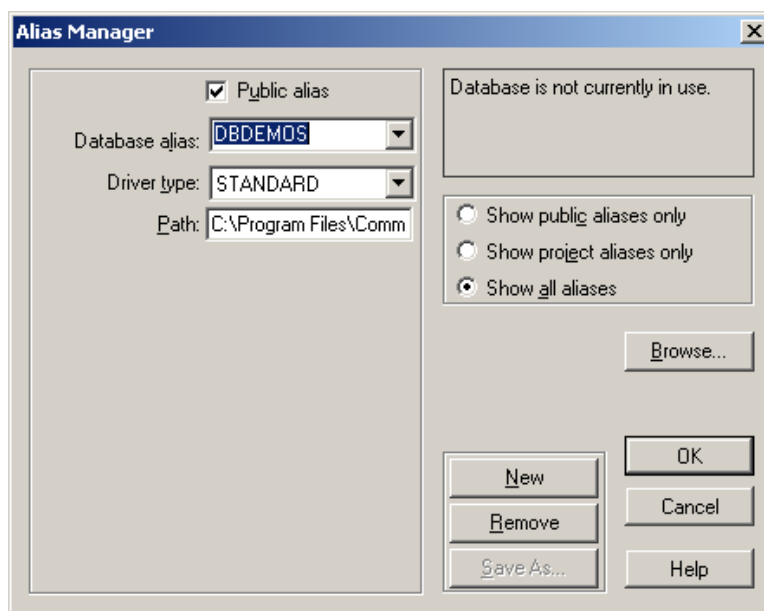 Alias Manager
Public alias
Database alias: DBDEMOS
Driver type: STANDARD
Path: C:\Program Files\Comm
Database is not currently in use.
Show public aliases only
Show project aliases only
Show all aliases
Browse...
New
Remove
Save As...
OK
Cancel
Help